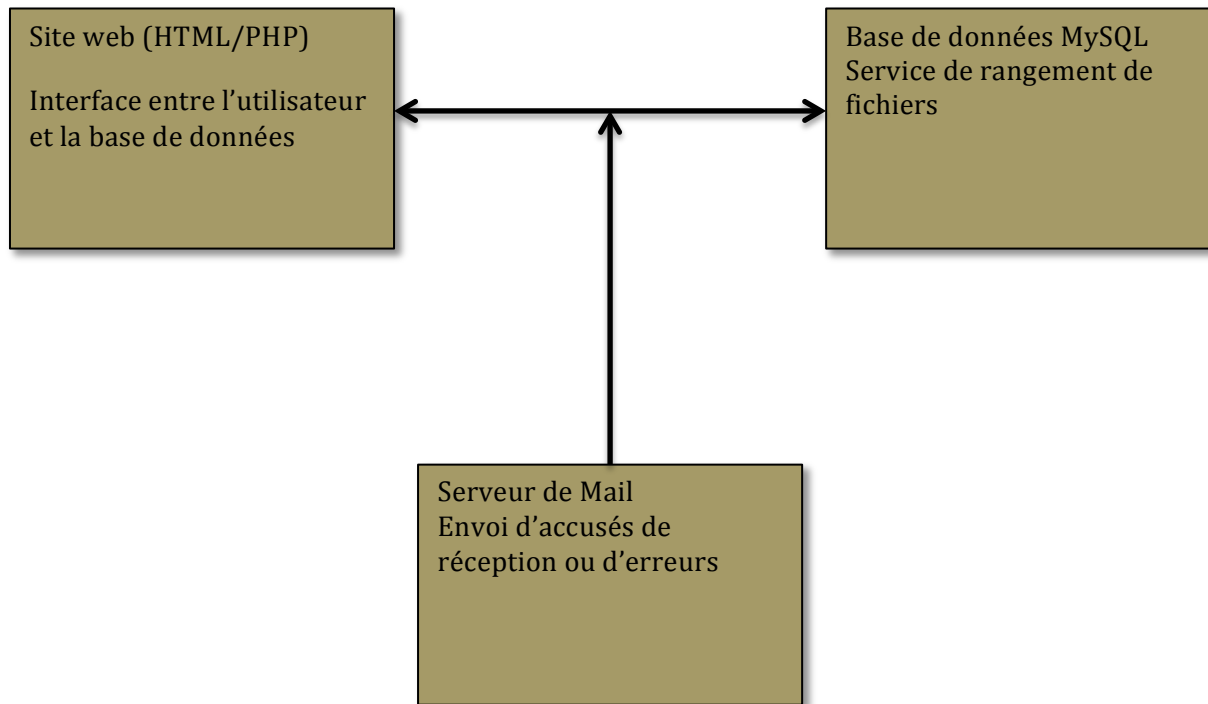 Site web (HTML/PHP)
Interface entre l’utilisateur
et la base de données
Base de données MySQL
Service de rangement de
fichiers
Serveur de Mail
Envoi d’accusés de
réception ou d’erreurs